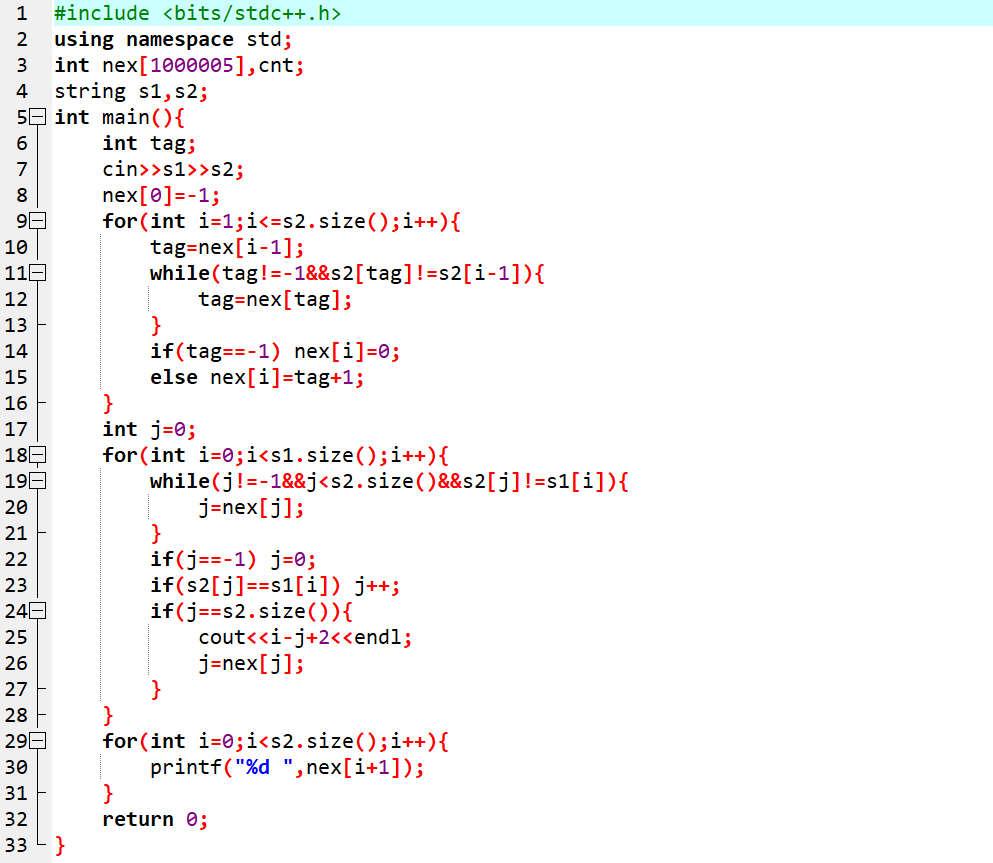 1 #include <bits/stdc++.h>
2 using namespace std;
3 int nex[1000005],cnt;
4 string s1,s2;
5 int main(){
6     int tag;
7     cin>>s1>>s2;
8     nex[0]=-1;
9     for(int i=1;i<=s2.size();i++){
10         tag=nex[i-1];
11         while(tag!=-1&&s2[tag]!=s2[i-1]){
12             tag=nex[tag];
13         }
14         if(tag==-1) nex[i]=0;
15         else nex[i]=tag+1;
16     }
17     int j=0;
18     for(int i=0;i<s1.size();i++){
19         while(j!=-1&&j<s2.size()&&s2[j]!=s1[i]){
20             j=nex[j];
21         }
22         if(j==-1) j=0;
23         if(s2[j]==s1[i]) j++;
24         if(j==s2.size()){
25             cout<<i-j+2<<endl;
26             j=nex[j];
27         }
28     }
29     for(int i=0;i<s2.size();i++){
30         printf("%d ",nex[i+1]);
31     }
32     return 0;
33 }